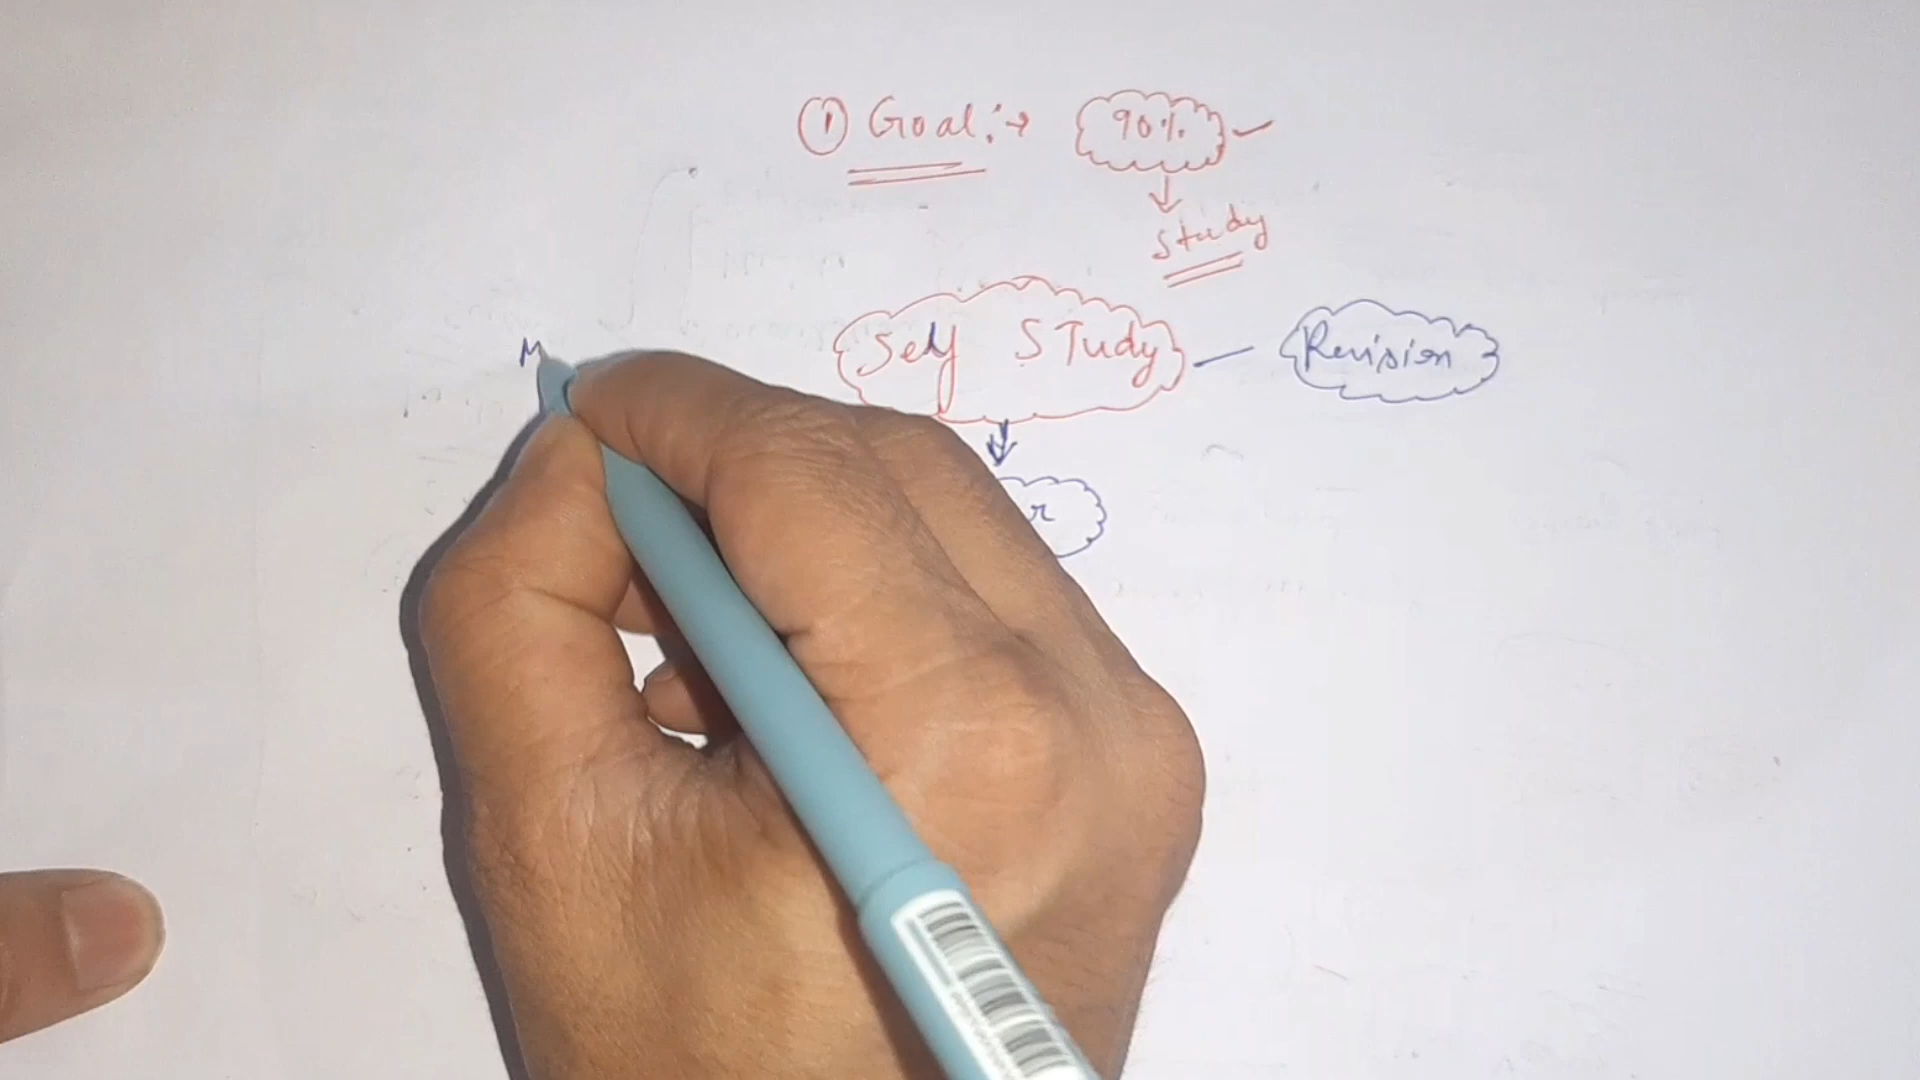 ① Goal :→ 90%
Study
Self STudy — Revision